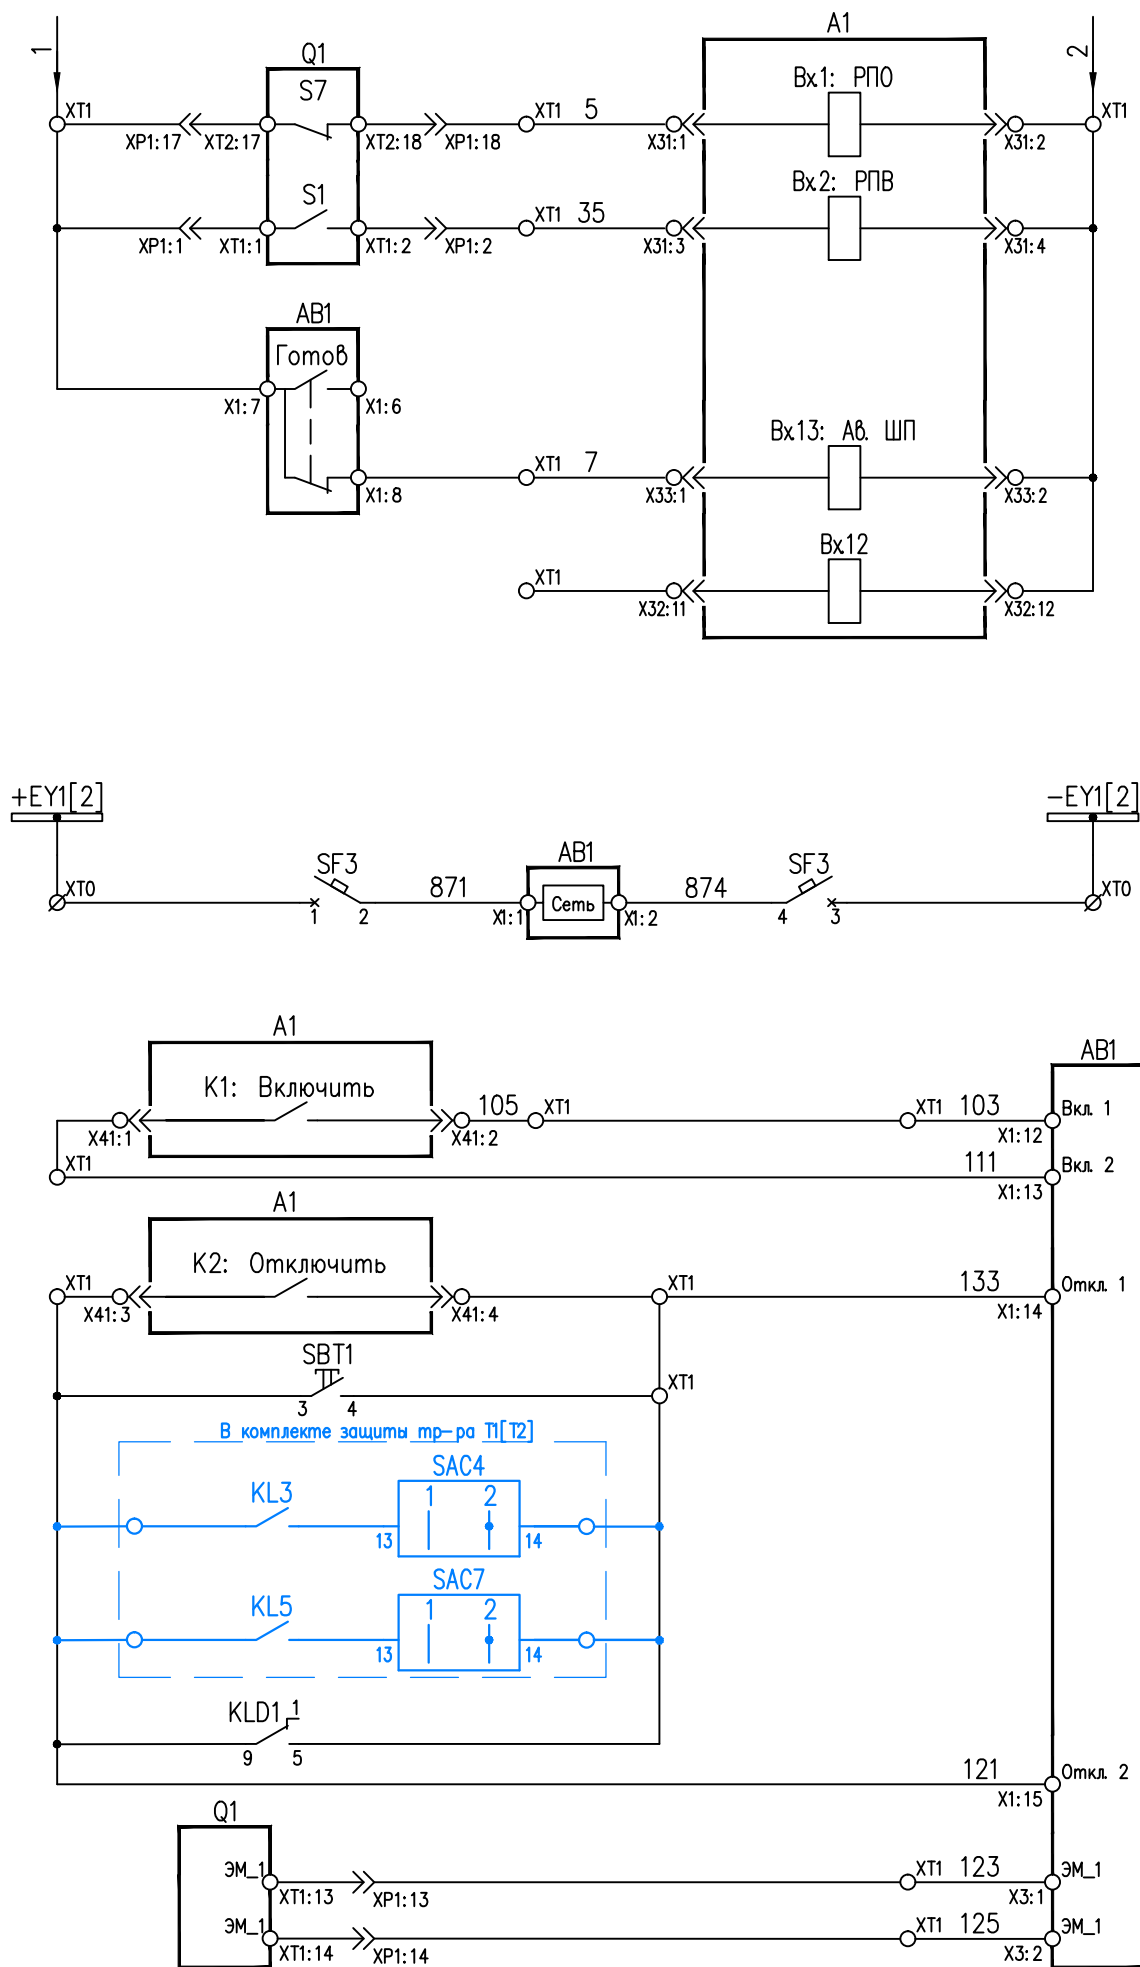 1
Q1
A1
2
S7
Вх.1: РПО
XT1
XT1
5
XT1
XP1:17
XT2:17
XT2:18
XP1:18
X31:1
X31:2
S1
Вх.2: РПВ
XT1
35
XP1:1
XT1:1
XT1:2
XP1:2
X31:3
X31:4
AB1
Готов
X1:7
X1:6
Вх.13: Ав. ШП
XT1
7
X1:8
X33:1
X33:2
Вх.12
XT1
X32:11
X32:12
+EY1[2]
-EY1[2]
SF3
AB1
SF3
XT0
871
874
XT0
Сеть
1
2
X1:1
X1:2
4
3
A1
AB1
K1: Включить
105
XT1
XT1
103
Вкл. 1
X41:1
X41:2
X1:12
XT1
111
Вкл. 2
X1:13
A1
K2: Отключить
XT1
XT1
133
Откл. 1
X41:3
X41:4
X1:14
SBT1
XT1
3
4
В комплекте защиты тр-ра Т1[Т2]
SAC4
KL3
1
2
13
14
SAC7
KL5
1
2
13
14
KLD1
1
9
5
121
Откл. 2
X1:15
Q1
ЭМ_1
XT1
123
ЭМ_1
XT1:13
XP1:13
X3:1
ЭМ_1
XT1
125
ЭМ_1
XT1:14
XP1:14
X3:2